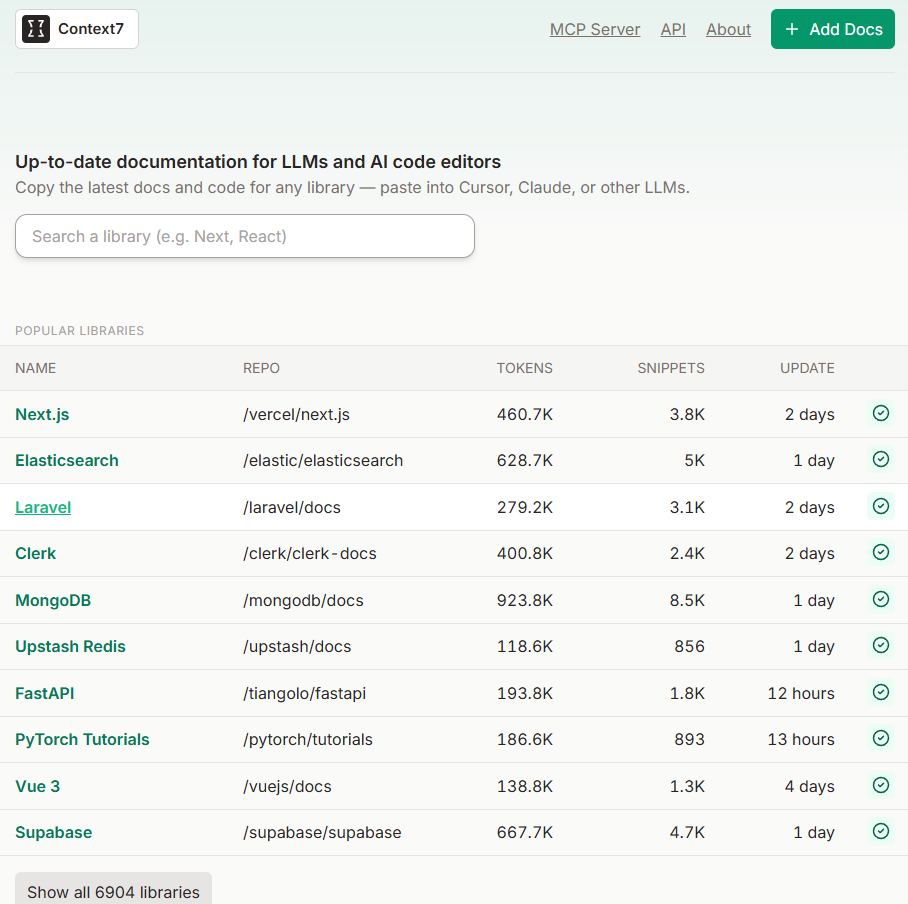 Context7
MCP Server API About + Add Docs
Up-to-date documentation for LLMs and AI code editors
Copy the latest docs and code for any library — paste into Cursor, Claude, or other LLMs.
Search a library (e.g. Next, React)
POPULAR LIBRARIES
NAME REPO TOKENS SNIPPETS UPDATE
Next.js /vercel/next.js 460.7K 3.8K 2 days
Elasticsearch /elastic/elasticsearch 628.7K 5K 1 day
Laravel /laravel/docs 279.2K 3.1K 2 days
Clerk /clerk/clerk-docs 400.8K 2.4K 2 days
MongoDB /mongodb/docs 923.8K 8.5K 1 day
Upstash Redis /upstash/docs 118.6K 856 1 day
FastAPI /tiangolo/fastapi 193.8K 1.8K 12 hours
PyTorch Tutorials /pytorch/tutorials 186.6K 893 13 hours
Vue 3 /vuejs/docs 138.8K 1.3K 4 days
Supabase /supabase/supabase 667.7K 4.7K 1 day
Show all 6904 libraries